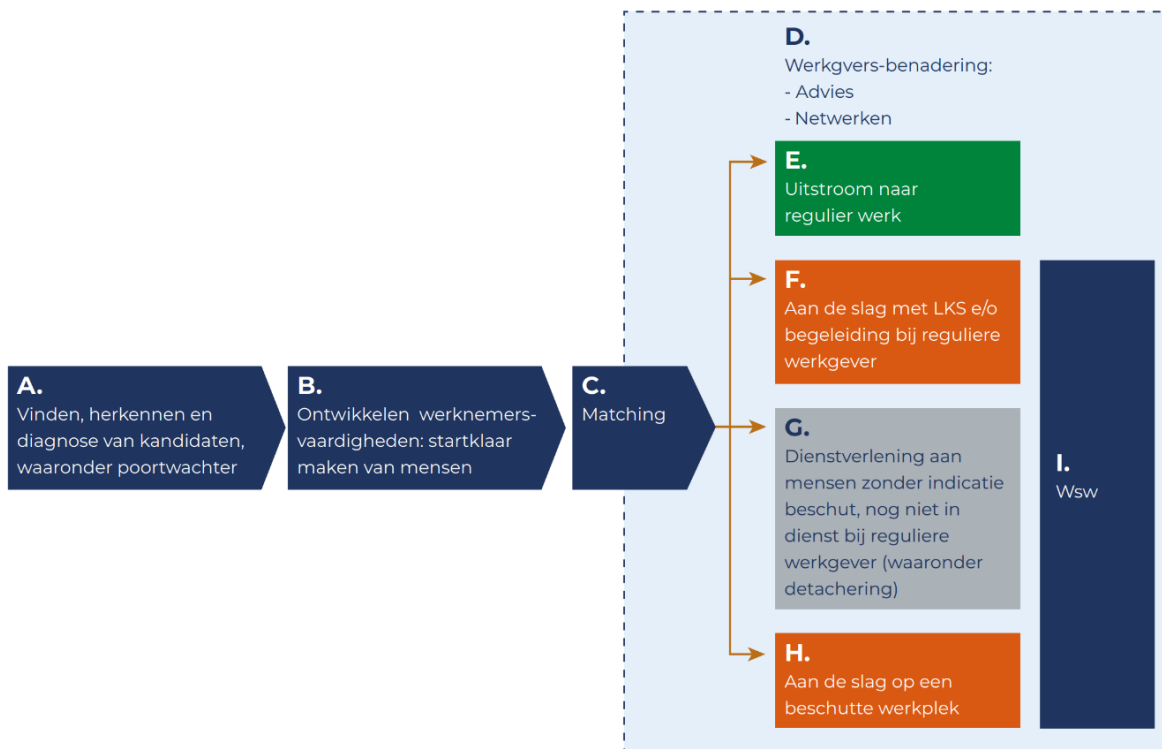 D.
Werkgvers-benadering:
- Advies
- Netwerken
E.
Uitstroom naar
regulier werk
F.
Aan de slag met LKS e/o
begeleiding bij reguliere
werkgever
A.
Vinden, herkennen en
diagnose van kandidaten,
waaronder poortwachter
B.
Ontwikkelen werknemers-
vaardigheden: startklaar
maken van mensen
C.
Matching
G.
Dienstverlening aan
mensen zonder indicatie
beschut, nog niet in
dienst bij reguliere
werkgever (waaronder
detachering)
I.
Wsw
H.
Aan de slag op een
beschutte werkplek